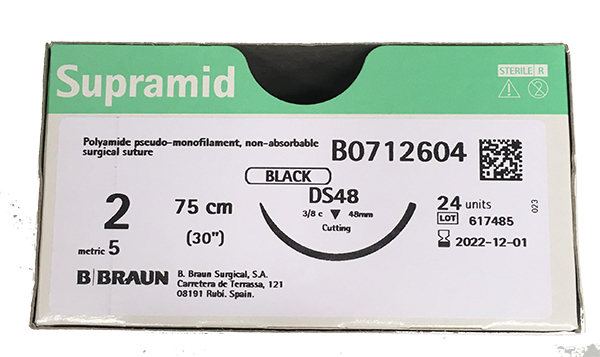 Supramid
STERILE R
Polyamide pseudo-monofilament, non-absorbable
surgical suture
B0712604
BLACK
2
metric 5
75 cm
(30")
DS48
3/8 c ▼ 48mm
Cutting
24 units
LOT 617485
2022-12-01
023
B|BRAUN
B. Braun Surgical, S.A.
Carretera de Terrassa, 121
08191 Rubí. Spain.